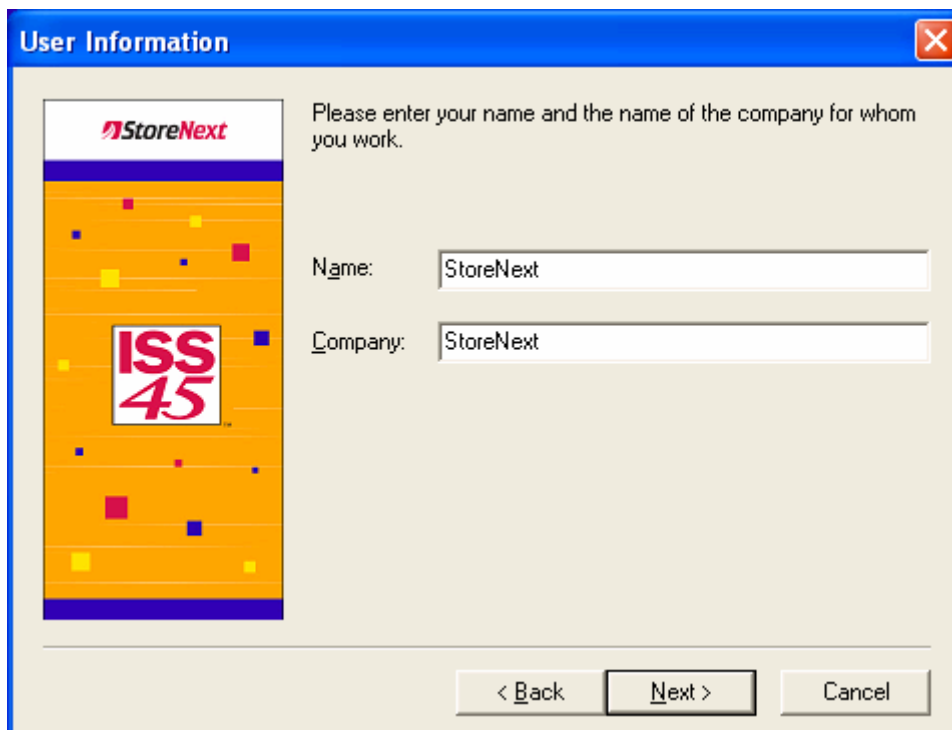 User Information
StoreNext
Please enter your name and the name of the company for whom
you work.
Name:
StoreNext
Company:
StoreNext
ISS
45
< Back
Next >
Cancel